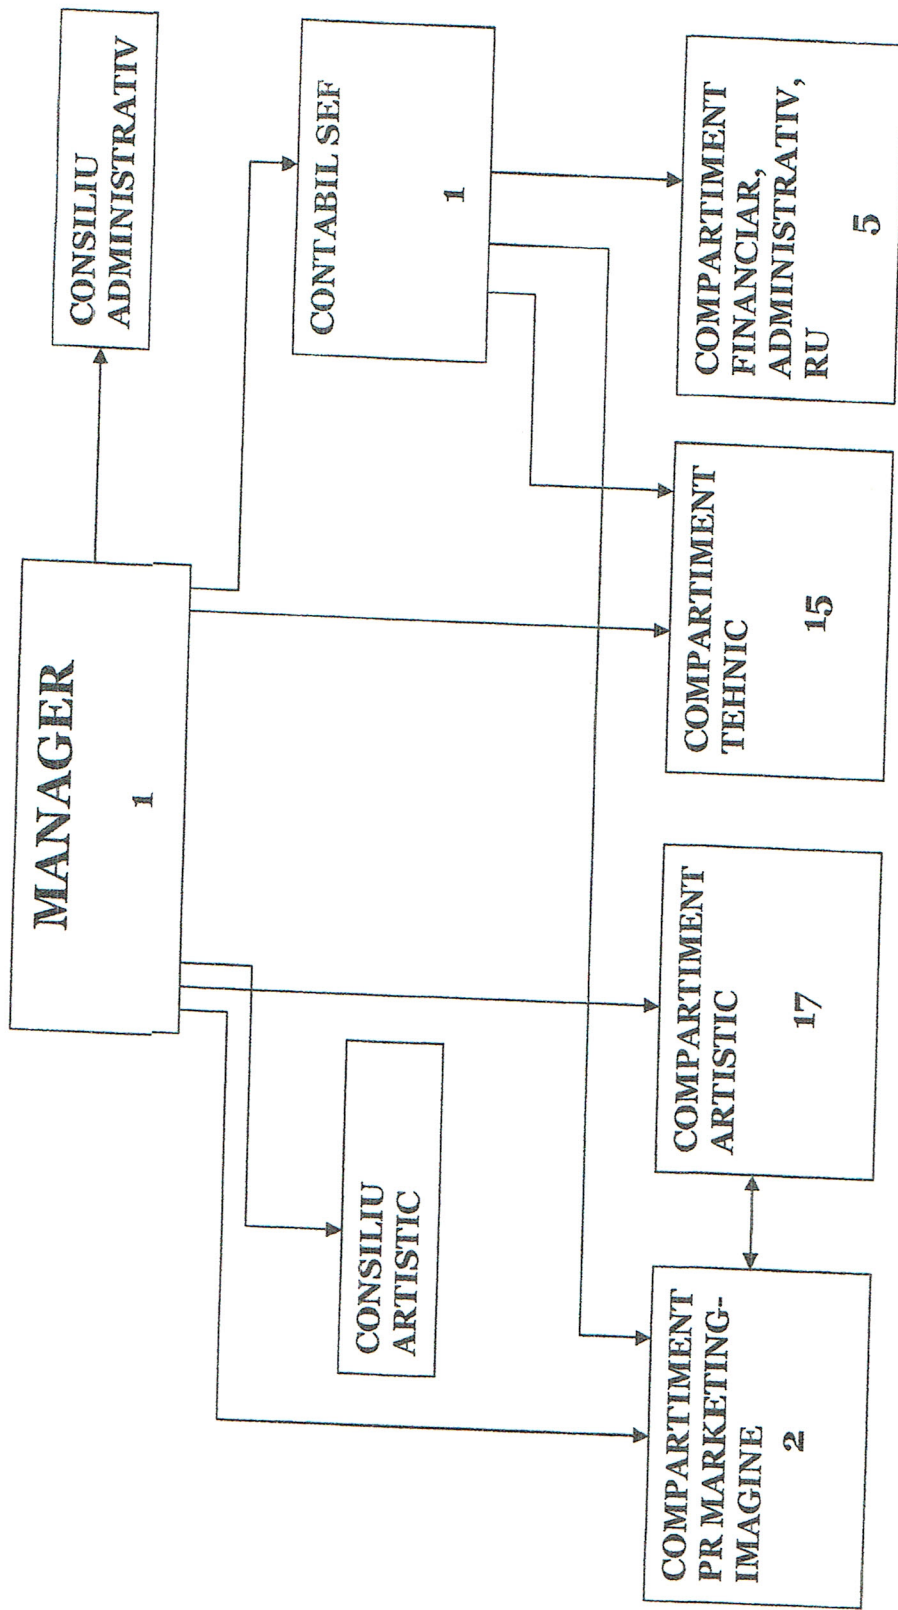 MANAGER
1
CONSILIU
ADMINISTRATIV
CONSILIU
ARTISTIC
CONTABIL SEF
1
COMPARTIMENT
PR MARKETING-
IMAGINE
2
COMPARTIMENT
ARTISTIC
17
COMPARTIMENT
TEHNIC
15
COMPARTIMENT
FINANCIAR,
ADMINISTRATIV,
RU
5